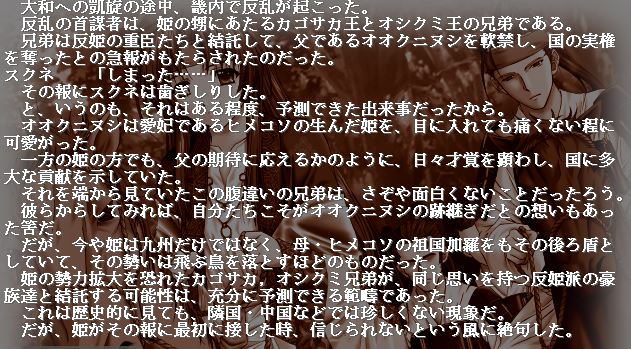 大和への凱旋の途中、畿内で反乱が起こった。
反乱の首謀者は、姫の甥にあたるカゴサカ王とオシクミ王の兄弟である。
兄弟は反姫の重臣たちと結託して、父であるオオクニヌシを軟禁し、国の実権
を奪ったとの急報がもたらされたのだった。
スクネ　　「しまった……」
その報にスクネは歯ぎしりした。
と、いうのも、それはある程度、予測できた出来事だったから。
オオクニヌシは愛妃であるヒメコソの生んだ姫を、目に入れても痛くない程に
可愛がった。
一方の姫の方でも、父の期待に応えるかのように、日々才覚を顕わし、国に多
大な貢献を示していた。
それを端から見ていたこの腹違いの兄弟は、さぞや面白くないことだったろう。
彼らからしてみれば、自分たちこそがオオクニヌシの跡継ぎだとの想いもあっ
た筈だ。
だが、今や姫は九州だけではなく、母・ヒメコソの祖国加羅をもその後ろ盾と
していて、その勢いは飛ぶ鳥を落とすほどのものだった。
姫の勢力拡大を恐れたカゴサカ，オシクミ兄弟が、同じ思いを持つ反姫派の豪
族達と結託する可能性は、充分に予測できる範疇であった。
これは歴史的に見ても、隣国・中国などでは珍しくない現象だ。
だが、姫がその報に最初に接した時、信じられないという風に絶句した。